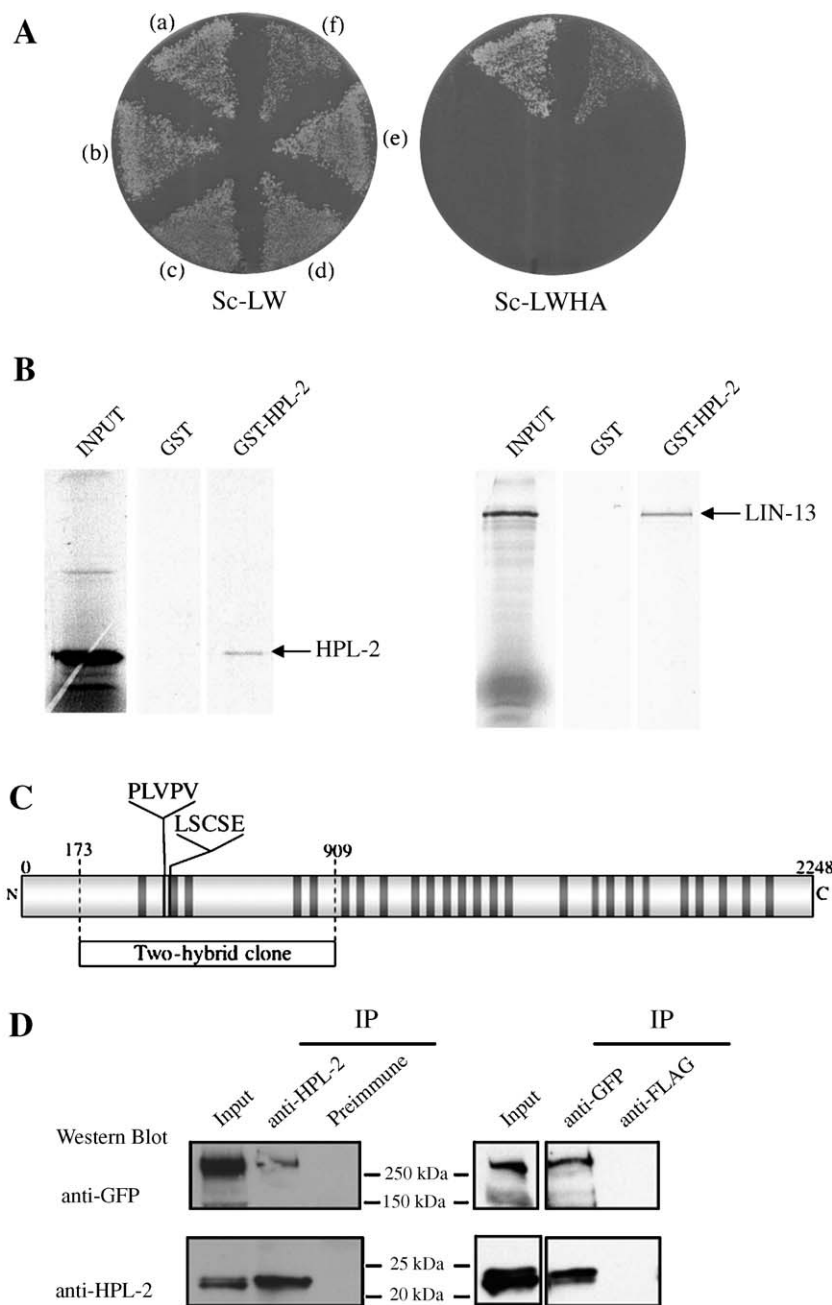 A
(a)
(f)
(b)
(e)
(c)
(d)
Sc-LW
Sc-LWHA
B
INPUT
GST
GST-HPL-2
INPUT
GST
GST-HPL-2
HPL-2
LIN-13
C
PLVPV
LSCSE
0
173
909
2248
N
C
Two-hybrid clone
D
IP
IP
Input
anti-HPL-2
Preimmune
Input
anti-GFP
anti-FLAG
Western Blot
anti-GFP
250 kDa
150 kDa
anti-HPL-2
25 kDa
20 kDa